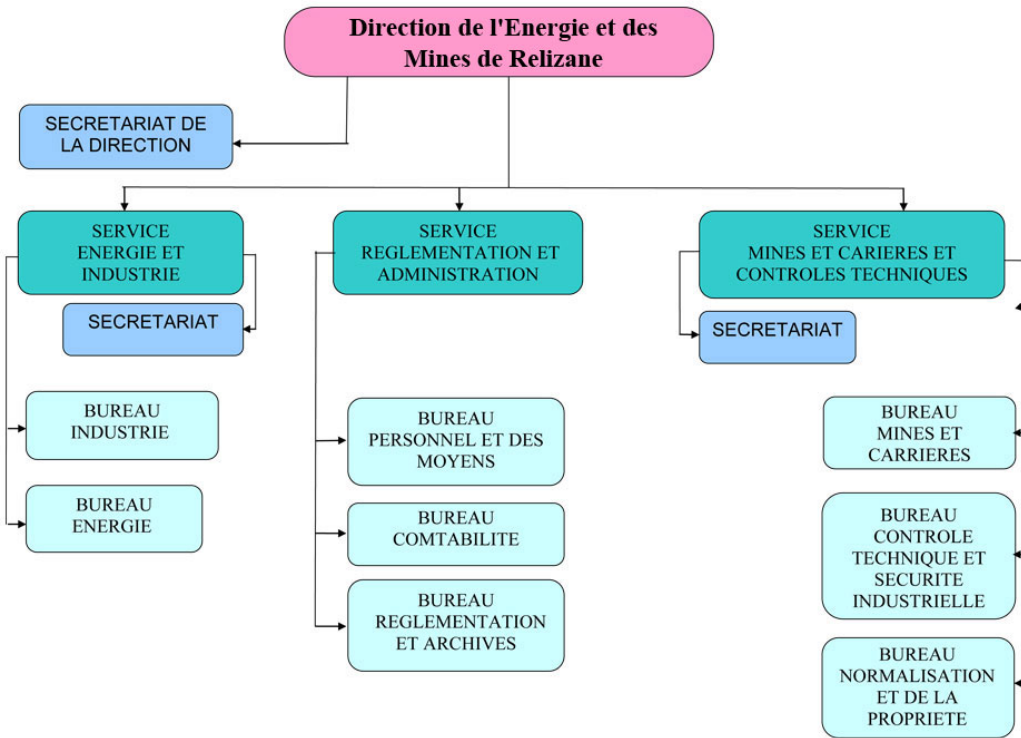 Direction de l'Energie et des
Mines de Relizane
SECRETARIAT DE
LA DIRECTION
SERVICE
ENERGIE ET
INDUSTRIE
SERVICE
REGLEMENTATION ET
ADMINISTRATION
SERVICE
MINES ET CARIERES ET
CONTROLES TECHNIQUES
SECRETARIAT
SECRETARIAT
BUREAU
INDUSTRIE
BUREAU
ENERGIE
BUREAU
PERSONNEL ET DES
MOYENS
BUREAU
COMTABILITE
BUREAU
REGLEMENTATION
ET ARCHIVES
BUREAU
MINES ET
CARRIERES
BUREAU
CONTROLE
TECHNIQUE ET
SECURITE
INDUSTRIELLE
BUREAU
NORMALISATION
ET DE LA
PROPRIETE